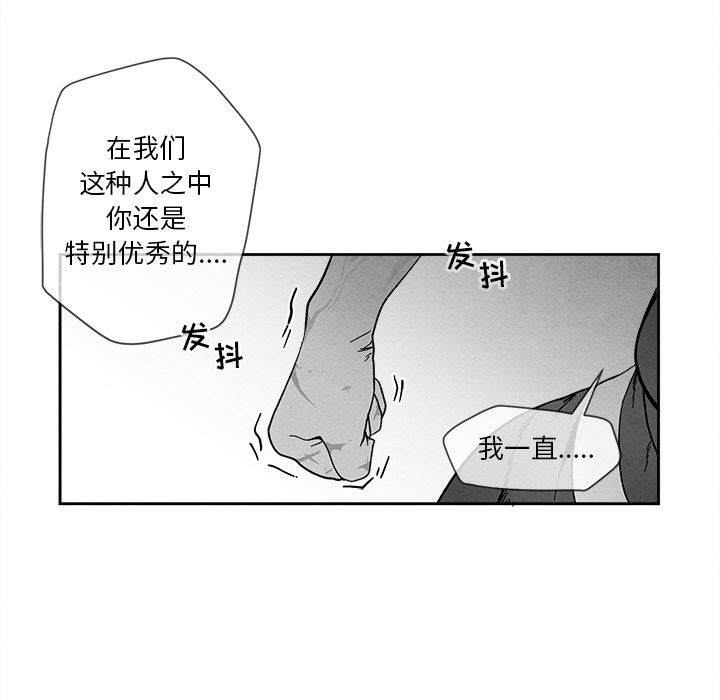 在我们
这种人之中
你还是
特别优秀的....
发抖
发抖
我一直.....